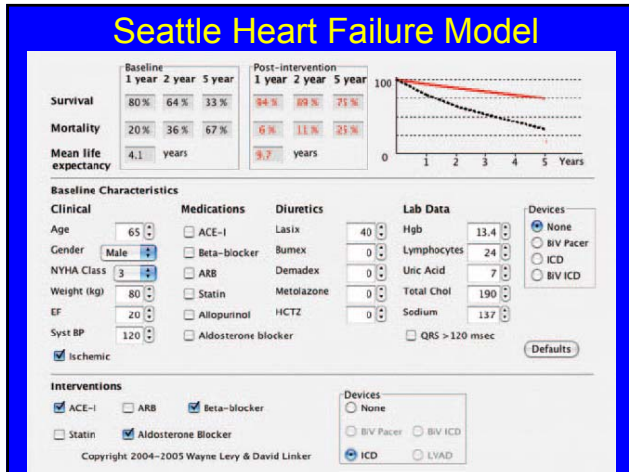 Seattle Heart Failure Model
Baseline Post-intervention
1 year 2 year 5 year 1 year 2 year 5 year
Survival 80 % 64 % 33 % 94 % 89 % 75 % 100
Mortality 20 % 36 % 67 % 6 % 11 % 25 %
Mean life expectancy 4.1 years 9.7 years 0 1 2 3 4 5 Years
Baseline Characteristics
Clinical Medications Diuretics Lab Data Devices
Age 65 ACE-I Lasix 40 Hgb 13.4 None
Gender Male Beta-blocker Bumex 0 Lymphocytes 24 BiV Pacer
NYHA Class 3 ARB Demadex 0 Uric Acid 7 ICD
Weight (kg) 80 Statin Metolazone 0 Total Chol 190 BiV ICD
EF 20 Allopurinol HCTZ 0 Sodium 137
Syst BP 120 Aldosterone blocker QRS >120 msec
Ischemic Defaults
Interventions
ACE-I ARB Beta-blocker Devices
None
Statin Aldosterone Blocker BiV Pacer BiV ICD
Copyright 2004-2005 Wayne Levy & David Linker ICD LVAD